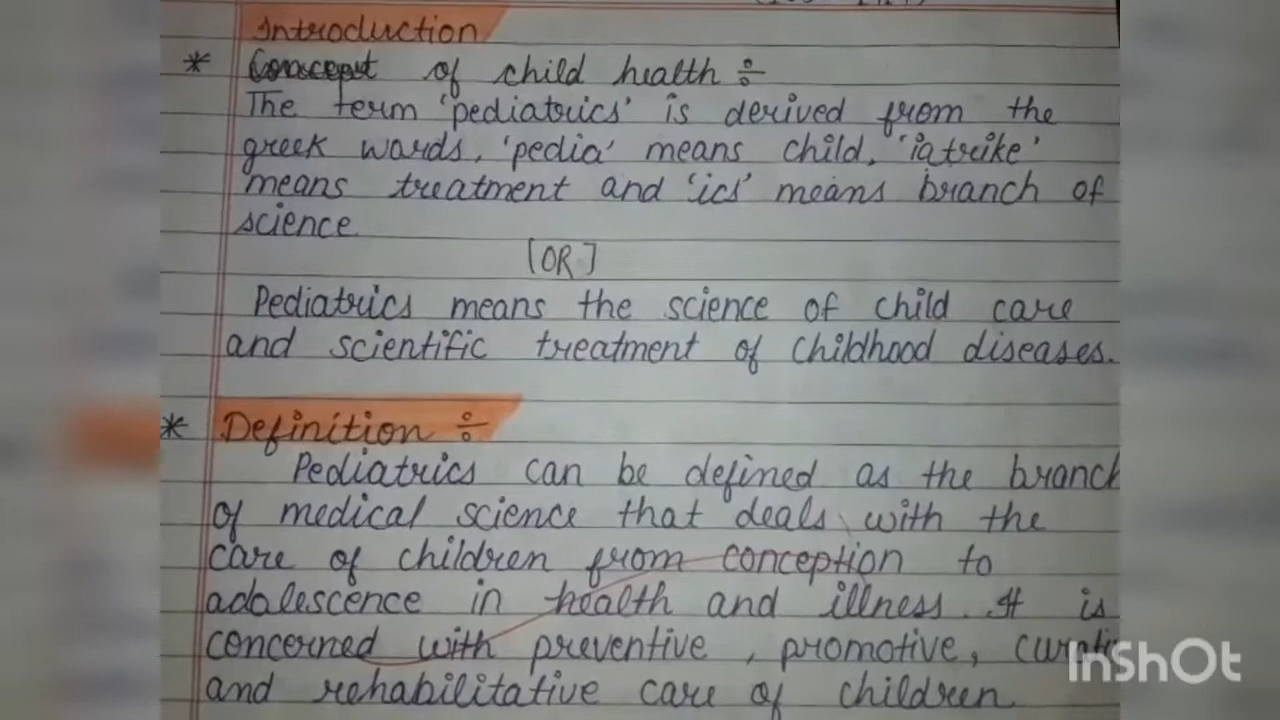 Introduction
* Concept of child health ÷
The term 'pediatrics' is derived from the
greek words, 'pedia' means child, 'iatrike'
means treatment and 'ics' means branch of
science
[OR]
Pediatrics means the science of child care
and scientific treatment of childhood diseases.
* Definition ÷
Pediatrics can be defined as the branch
of medical science that deals with the
care of children from conception to
adolescence in health and illness. It is
concerned with preventive, promotive,
and rehabilitative care of children
InShOt